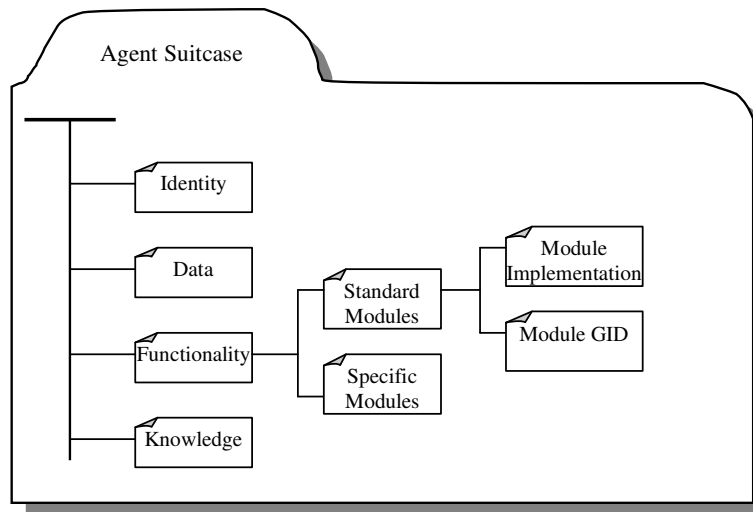 Agent Suitcase
Identity
Data
Functionality
Knowledge
Standard
Modules
Specific
Modules
Module
Implementation
Module GID